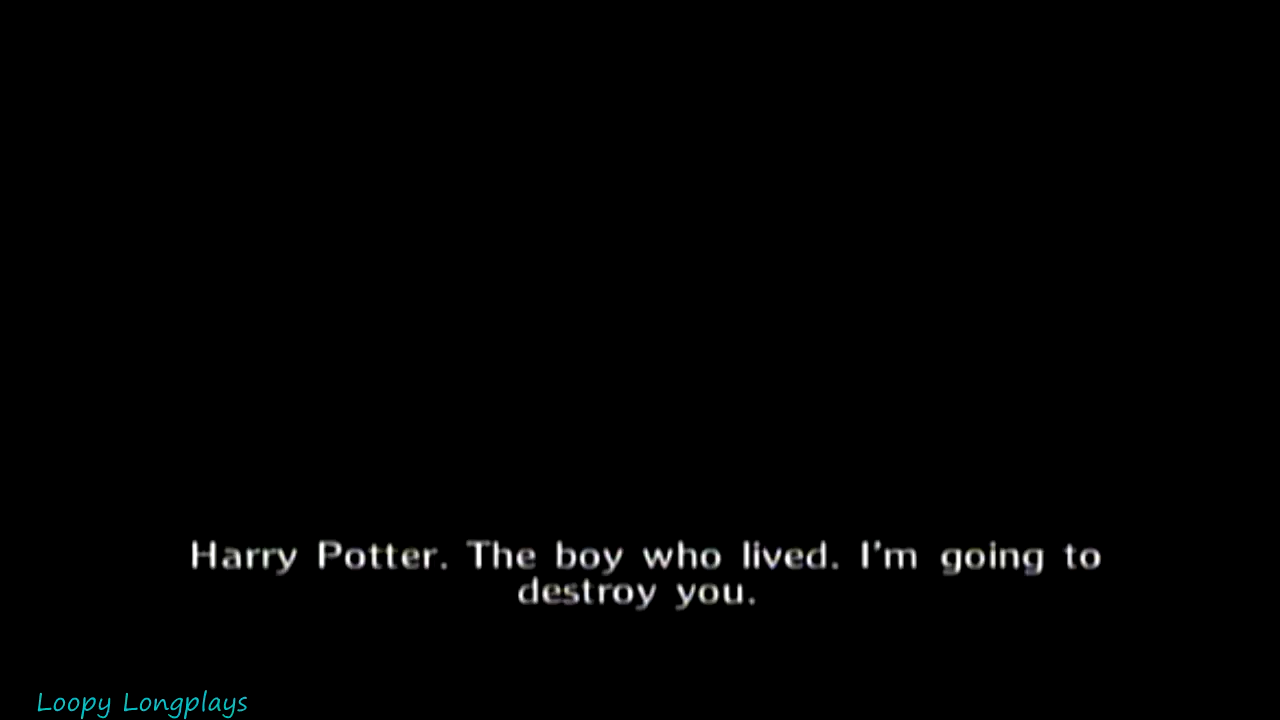 Harry Potter. The boy who lived. I'm going to
destroy you.
Loopy Longplays